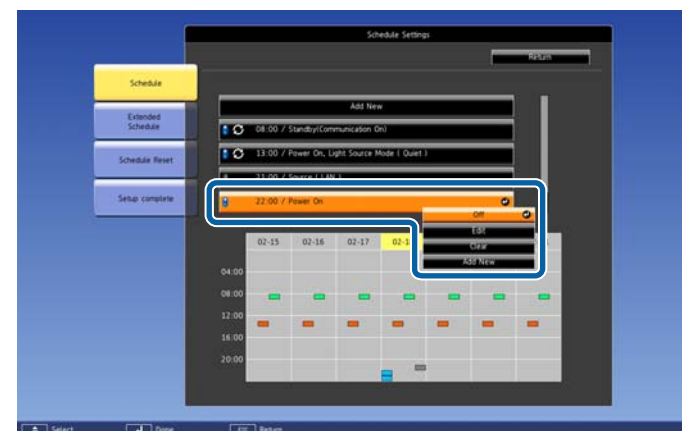 Schedule Settings
Return
Schedule
Extended
Schedule
Schedule Reset
Setup complete
Add New
08:00 / Standby(Communication On)
13:00 / Power On, Light Source Mode ( Quiet )
21:00 / Source ( LAN )
22:00 / Power On
Off
Edit
Clear
Add New
02-15 02-16 02-17
04:00
08:00
12:00
16:00
20:00
Select Done Esc Return